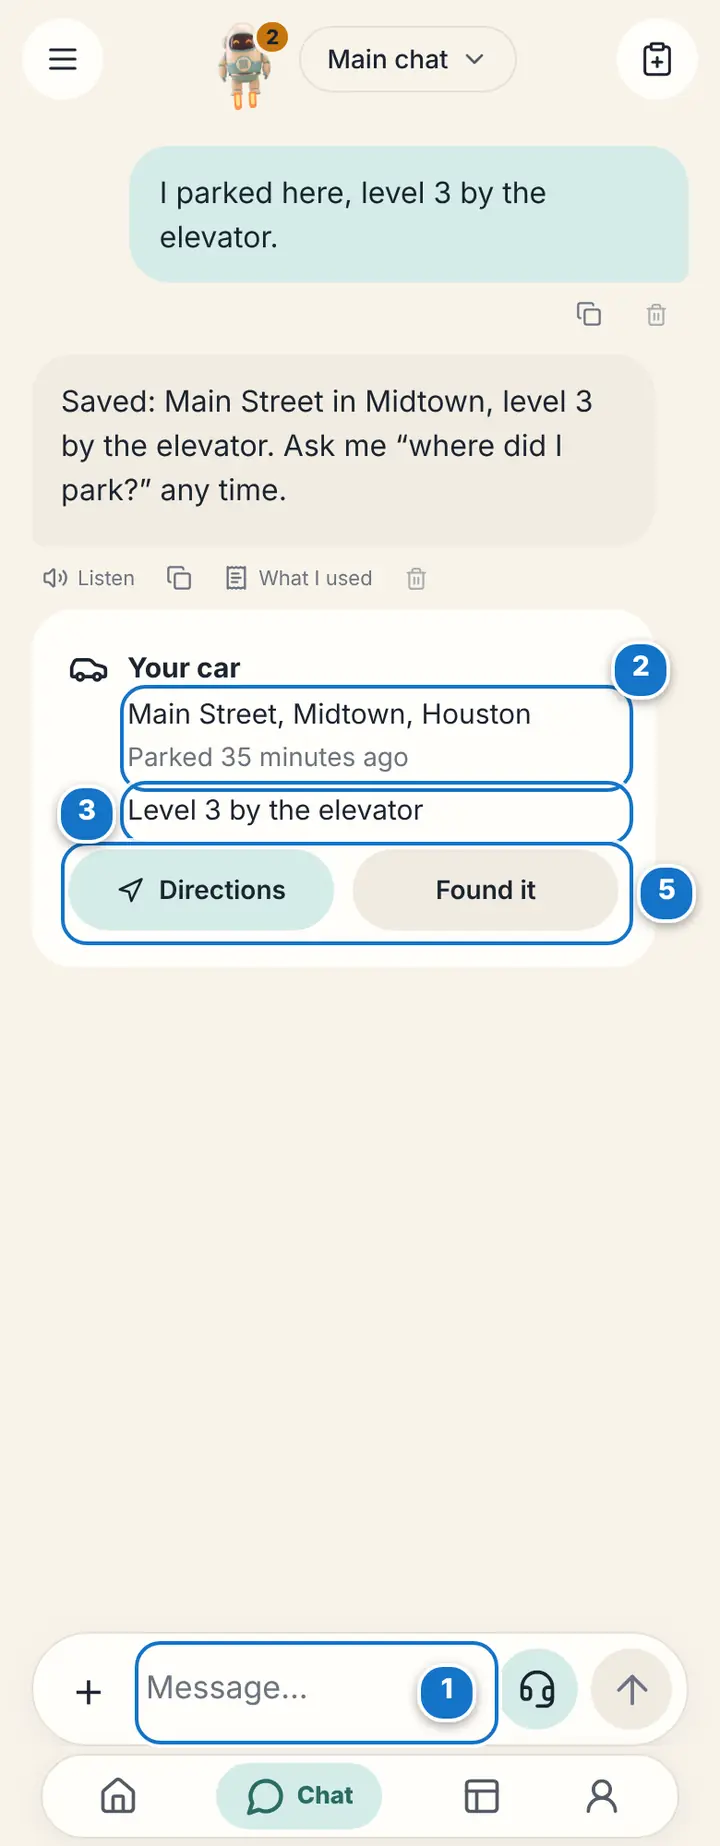 2
Main chat
I parked here, level 3 by the
elevator.
Saved: Main Street in Midtown, level 3
by the elevator. Ask me “where did I
park?” any time.
Listen
What I used
Your car
2
Main Street, Midtown, Houston
Parked 35 minutes ago
3
Level 3 by the elevator
Directions
Found it
5
Message...
1
Chat